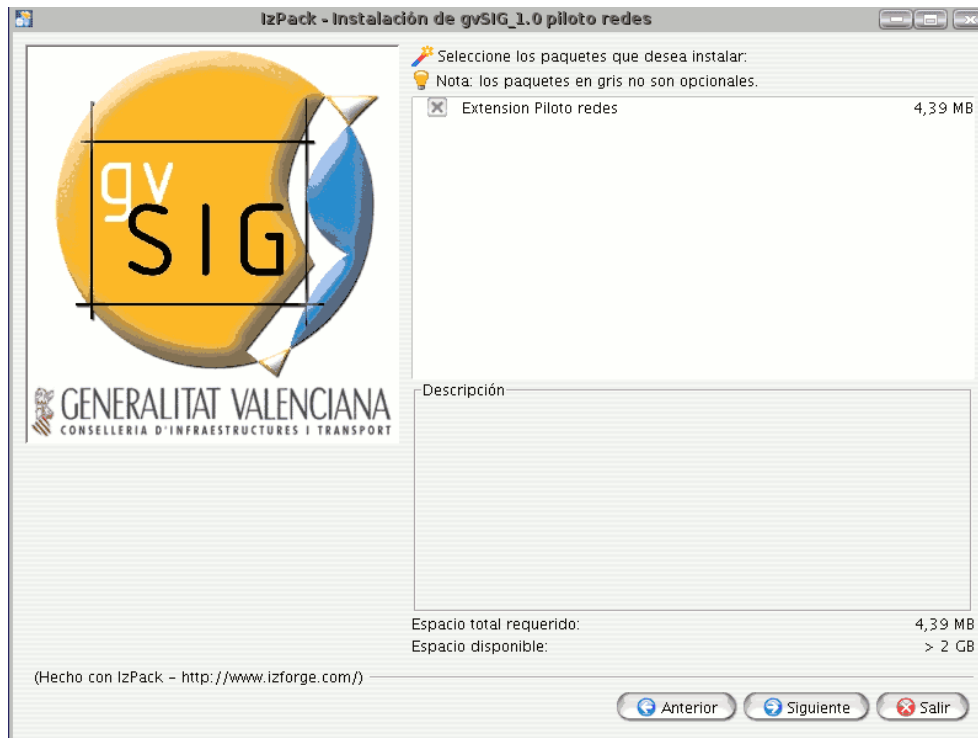 IzPack - Instalación de gvSIG_1.0 piloto redes
gv
SIG
GENERALITAT VALENCIANA
CONSELLERIA D'INFRAESTRUCTURES I TRANSPORT
Seleccione los paquetes que desea instalar:
Nota: los paquetes en gris no son opcionales.
Extension Piloto redes 4,39 MB
Descripción
Espacio total requerido: 4,39 MB
Espacio disponible: > 2 GB
(Hecho con IzPack – http://www.izforge.com/)
Anterior Siguiente Salir